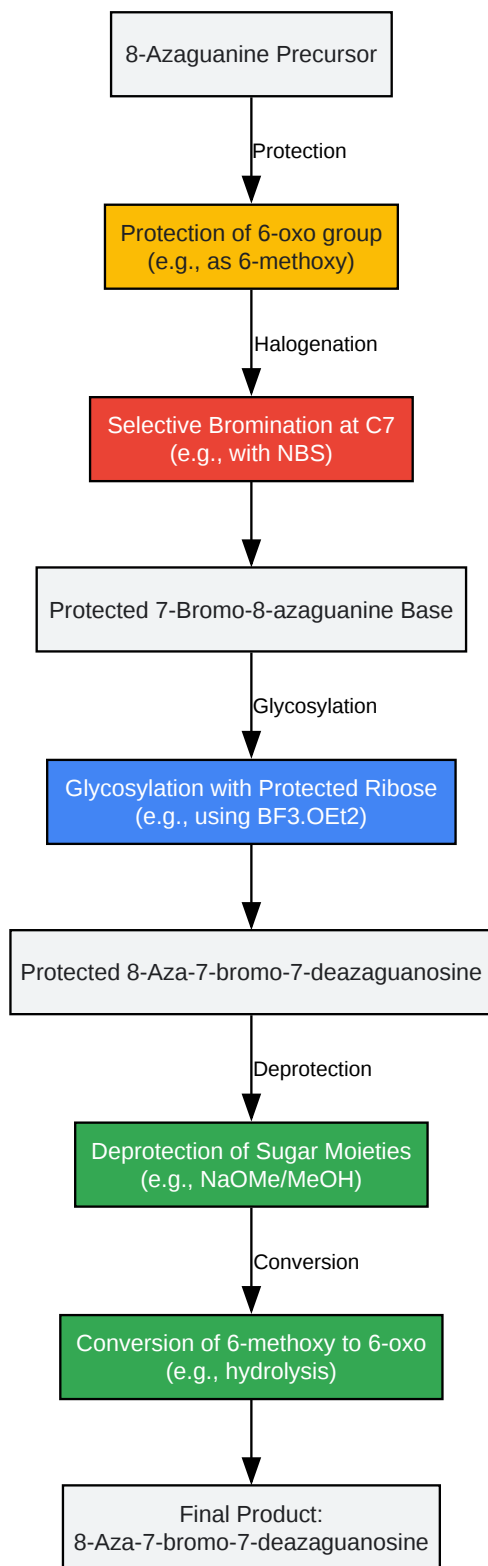 8-Azaguanine Precursor
Protection
Protection of 6-oxo group
(e.g., as 6-methoxy)
Halogenation
Selective Bromination at C7
(e.g., with NBS)
Protected 7-Bromo-8-azaguanine Base
Glycosylation
Glycosylation with Protected Ribose
(e.g., using BF3.OEt2)
Protected 8-Aza-7-bromo-7-deazaguanosine
Deprotection
Deprotection of Sugar Moieties
(e.g., NaOMe/MeOH)
Conversion
Conversion of 6-methoxy to 6-oxo
(e.g., hydrolysis)
Final Product:
8-Aza-7-bromo-7-deazaguanosine